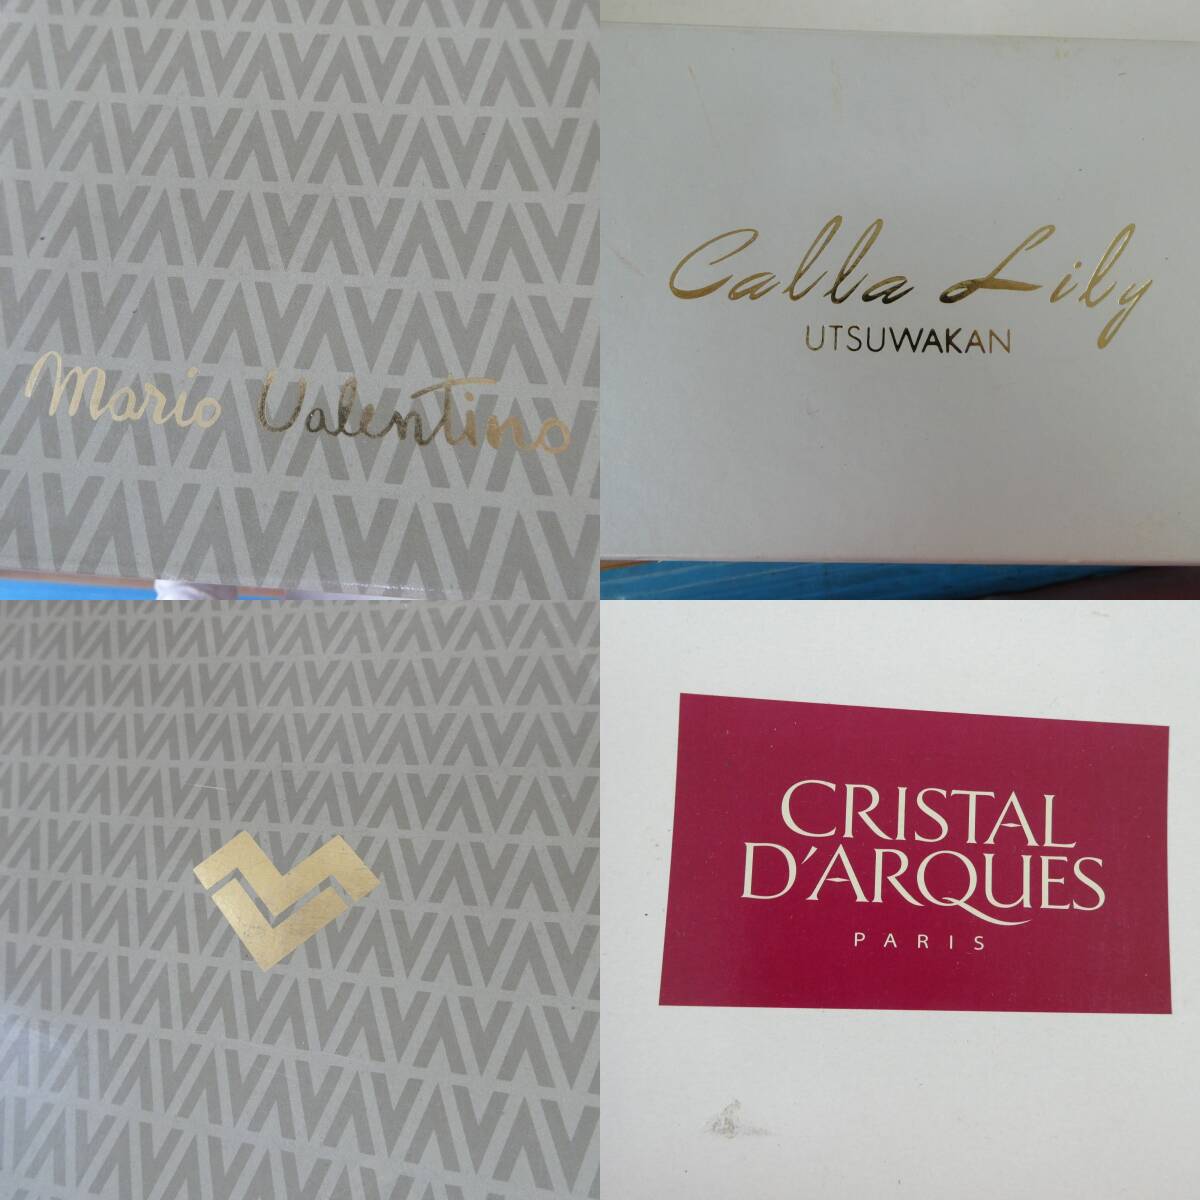 Mario Valentino
Calla Lily
UTSUWAKAN
CRISTAL
D'ARQUES
PARIS